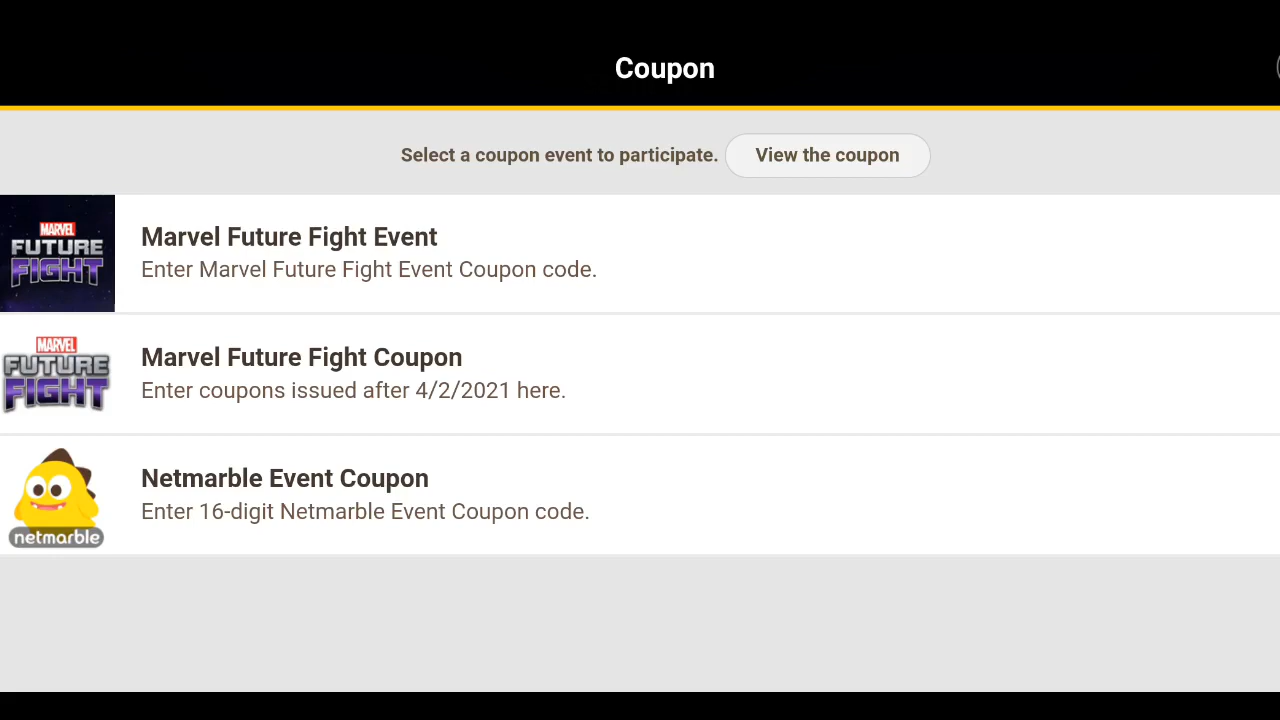 Coupon
Select a coupon event to participate. View the coupon
MARVEL
FUTURE
FIGHT
Marvel Future Fight Event
Enter Marvel Future Fight Event Coupon code.
MARVEL
FUTURE
FIGHT
Marvel Future Fight Coupon
Enter coupons issued after 4/2/2021 here.
netmarble
Netmarble Event Coupon
Enter 16-digit Netmarble Event Coupon code.